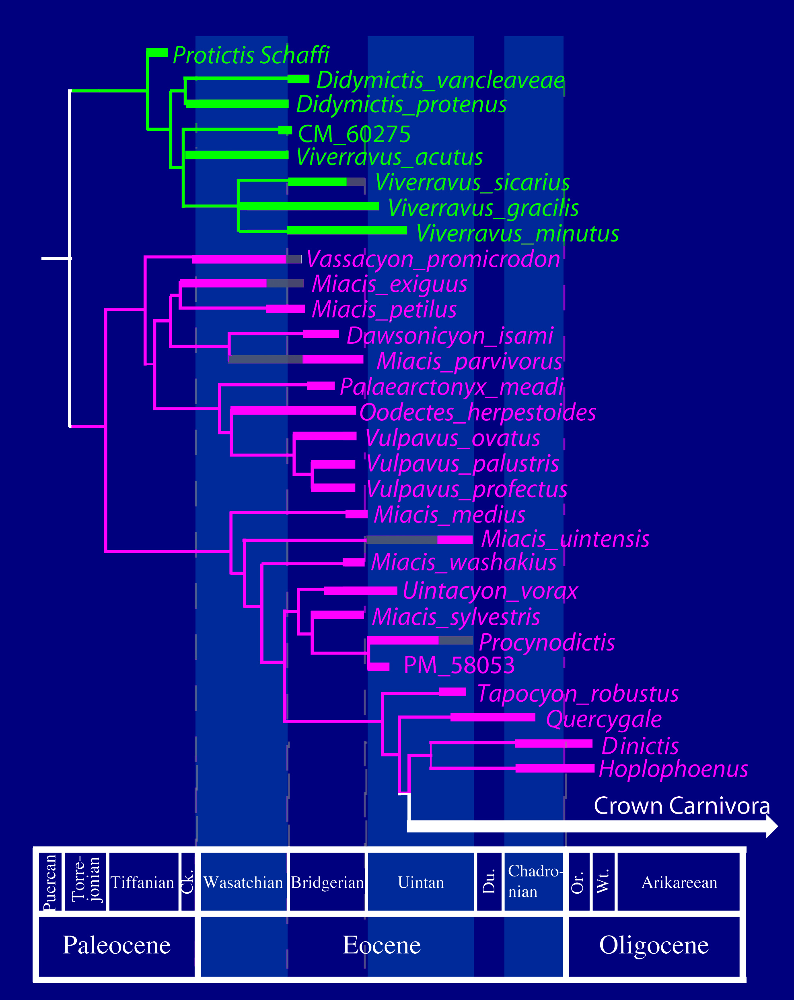 Protictis Schaffi
Didymictis_vancleaveae
Didymictis_protenus
CM_60275
Viverravus_acutus
Viverravus_sicarius
Viverravus_gracilis
Viverravus_minutus
Vassacyon_promicrodon
Miacis_exiguus
Miacis_petilus
Dawsonicyon_isami
Miacis_parvivorus
Palaearctonyx_meadi
Oodectes_herpestoides
Vulpavus_ovatus
Vulpavus_palustris
Vulpavus_profectus
Miacis_medius
Miacis_uintensis
Miacis_washakius
Uintacyon_vorax
Miacis_sylvestris
Procynodictis
PM_58053
Tapocyon_robustus
Quercygale
Dinictis
Hoplophoenus
Crown Carnivora
Puercan
Torre-
jonian
Tiffanian
Ck.
Wasatchian
Bridgerian
Uintan
Du.
Chadro-
nian
Or.
Wt.
Arikareean
Paleocene
Eocene
Oligocene